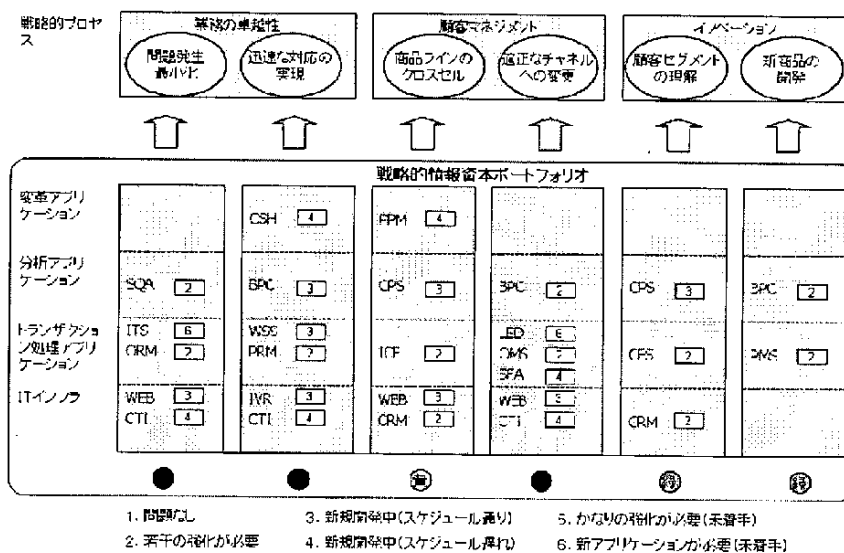 戦略的プロセ
ス
業務の卓越性
顧客マネジメント
イノベーション
問題発生
最小化
迅速な対応の
実現
商品ラインの
クロスセル
適正なチャネル
への変更
顧客セグメント
の理解
新商品の
開発
戦略的情報資本ポートフォリオ
変革アプリ
ケーション
CSH 4
分析アプリ
ケーション
SQA 2
BPC 3
CPS 3
BPC 2
CPS 3
BPC 2
トランザクショ
ン処理アプリ
ケーション
ITS 6
CRM 2
WSS 3
PRM 2
2
LED 6
OMS
SFA 4
2
PMS 2
ITインフラ
WEB 3
CTI 4
IVR 3
CTI 4
WEB 3
CRM 2
WEB 3
CTI 4
CRM 2
黄
緑
緑
1. 問題なし
2. 若干の強化が必要
3. 新規開発中(スケジュール通り)
4. 新規開発中(スケジュール遅れ)
5. かなりの強化が必要(未着手)
6. 新アプリケーションが必要(未着手)